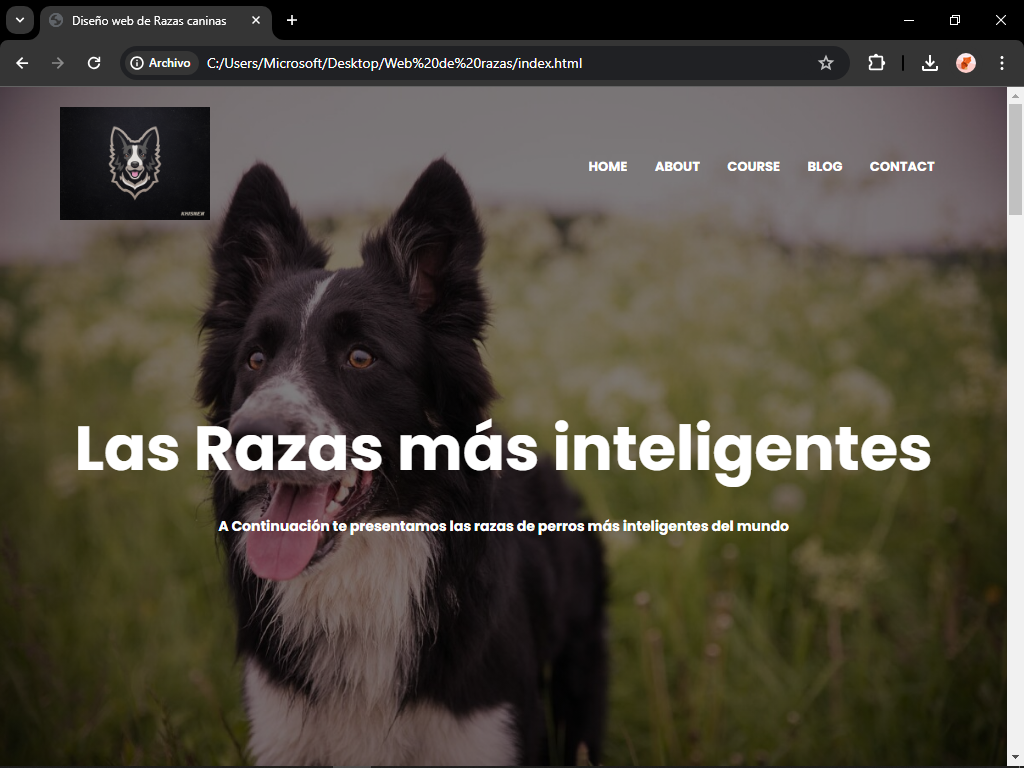 Diseño web de Razas caninas
Archivo
C:/Users/Microsoft/Desktop/Web%20de%20razas/index.html
HOME
ABOUT
COURSE
BLOG
CONTACT
Las Razas más inteligentes
A Continuación te presentamos las razas de perros más inteligentes del mundo